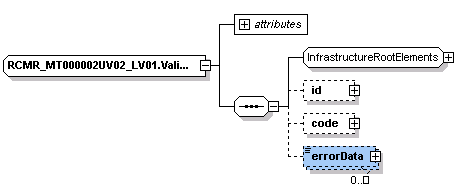 attributes
RCMR_MT000002UV02_LV01.Vali...
InfrastructureRootElements
id
code
errorData
0..